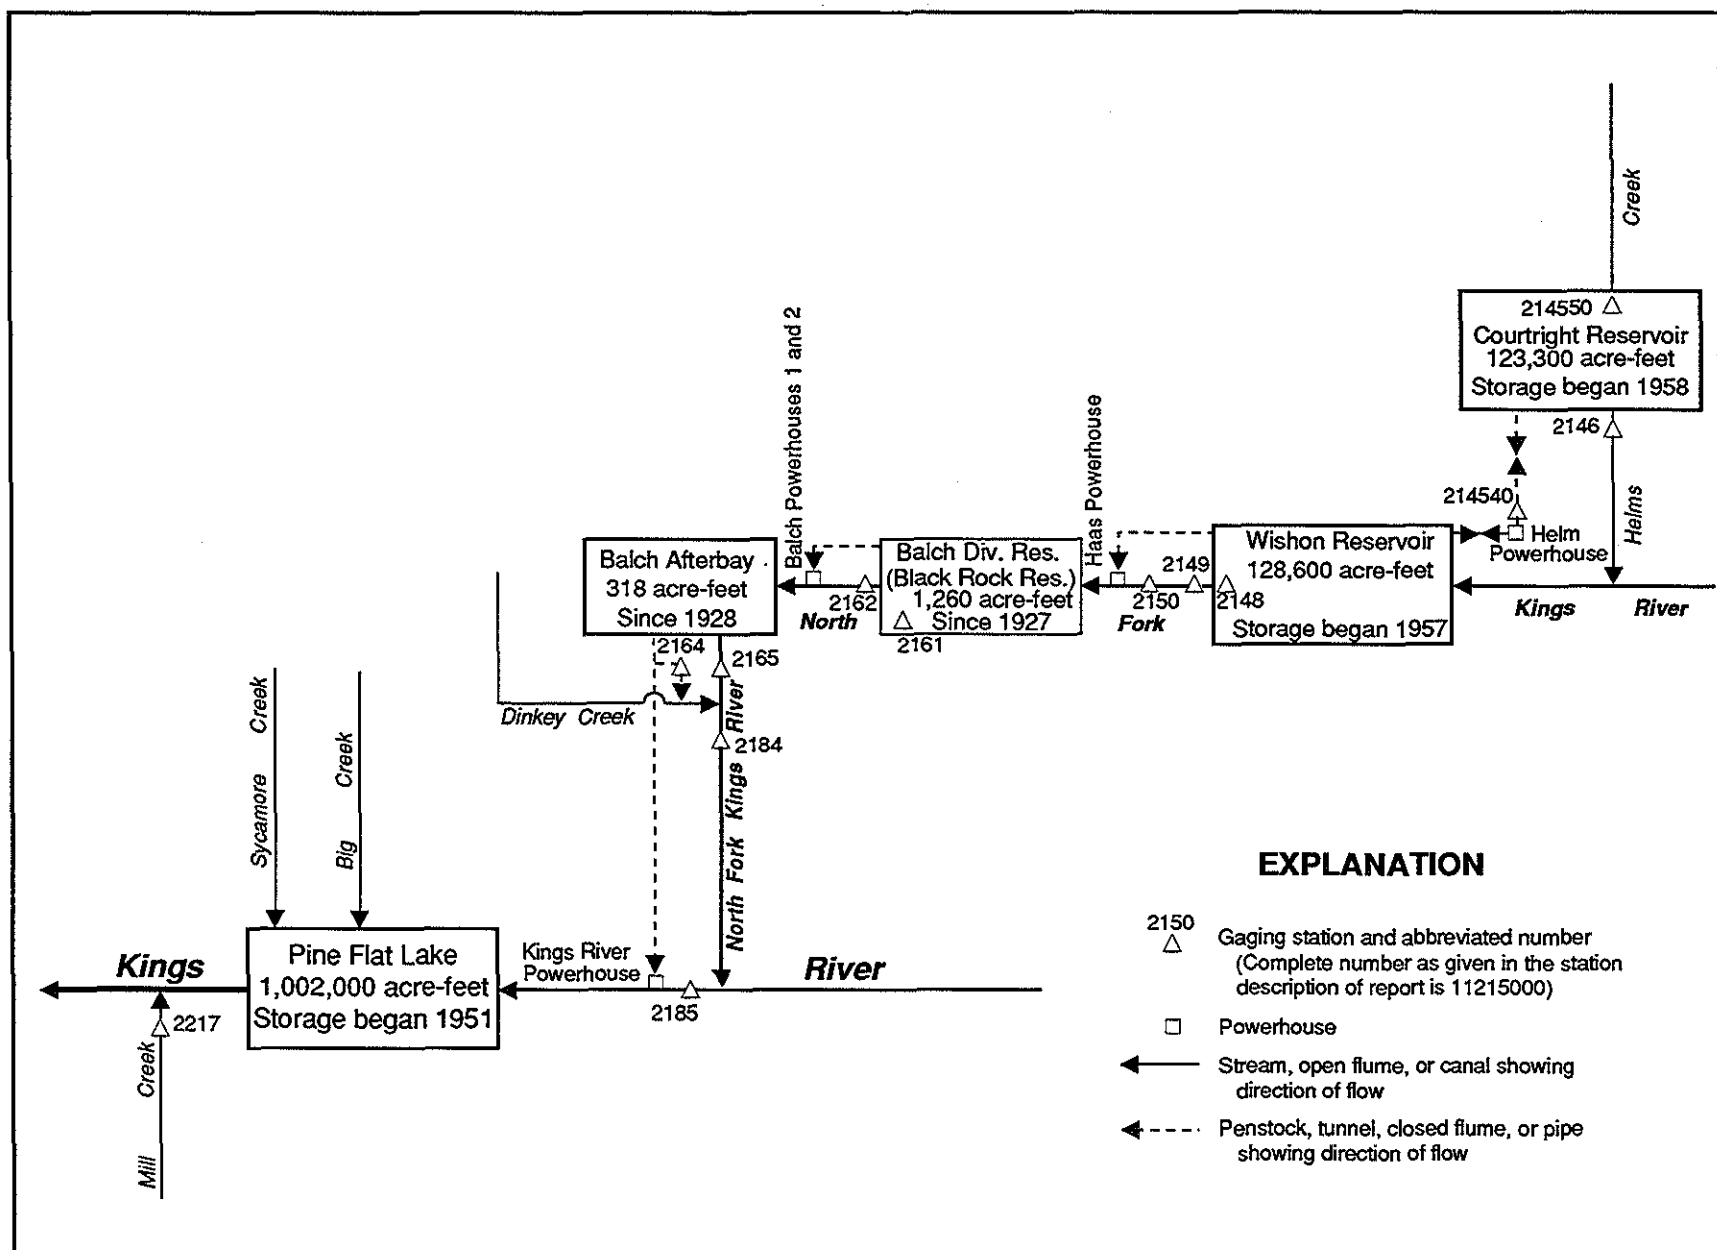 Creek
214550
Courtright Reservoir
123,300 acre-feet
Storage began 1958
2146
Helms
214540
Helm
Powerhouse
Kings River
Wishon Reservoir
128,600 acre-feet
2148
Storage began 1957
2149
2150
Fork
Haas Powerhouse
Balch Div. Res.
(Black Rock Res.)
1,260 acre-feet
Since 1927
2161
2162
North
Balch Powerhouses 1 and 2
Balch Afterbay
318 acre-feet
Since 1928
2164
2165
Dinkey Creek
2184
North Fork Kings River
Sycamore Creek
Big Creek
Kings River
Pine Flat Lake
1,002,000 acre-feet
Storage began 1951
Kings River
Powerhouse
2185
2217
Mill Creek
EXPLANATION
2150
Gaging station and abbreviated number
(Complete number as given in the station
description of report is 11215000)
Powerhouse
Stream, open flume, or canal showing
direction of flow
Penstock, tunnel, closed flume, or pipe
showing direction of flow